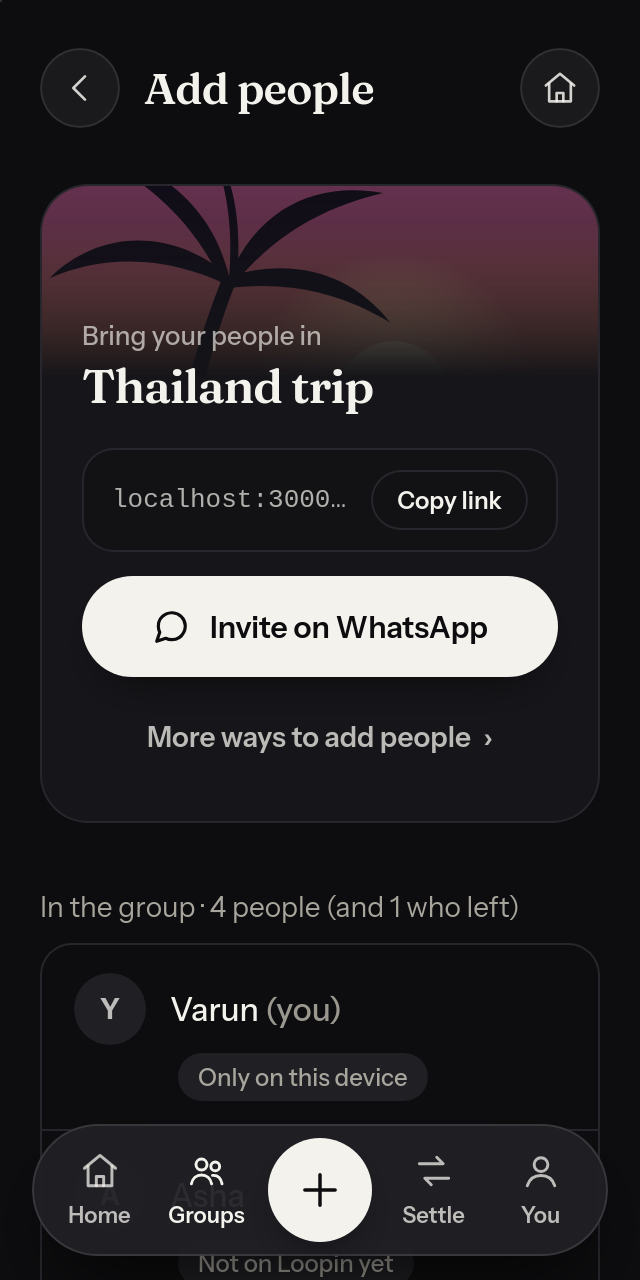 Add people
Bring your people in
Thailand trip
localhost:3000…
Copy link
Invite on WhatsApp
More ways to add people ›
In the group · 4 people (and 1 who left)
Y
Varun (you)
Only on this device
A
Asha
Home
Groups
Settle
You
Not on Loopin yet